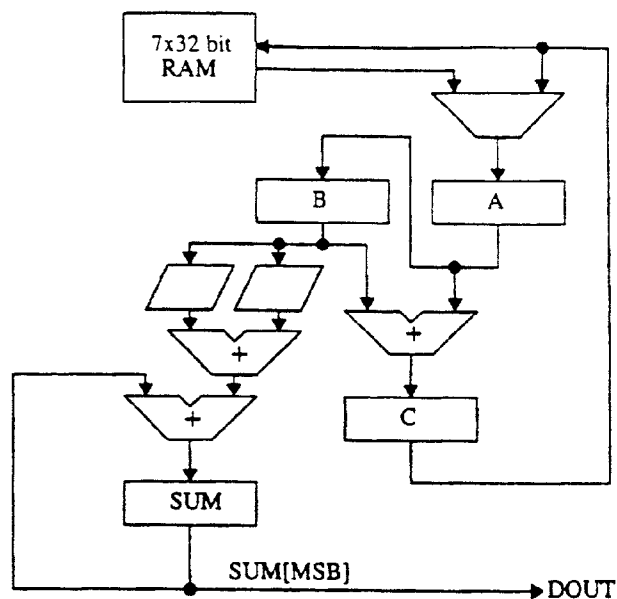 7x32 bit
RAM
B
A
+
+
+
C
SUM
SUM[MSB]
DOUT